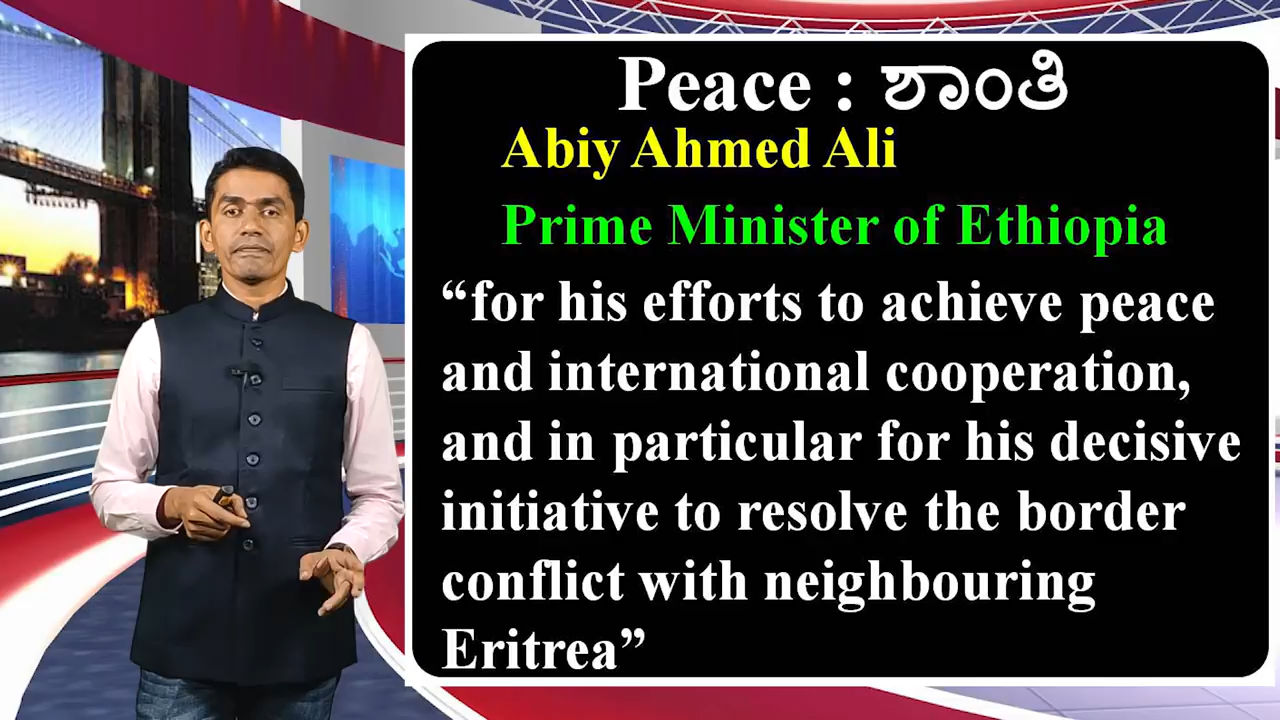 Peace : ಶಾಂತಿ
Abiy Ahmed Ali
Prime Minister of Ethiopia
“for his efforts to achieve peace
and international cooperation,
and in particular for his decisive
initiative to resolve the border
conflict with neighbouring
Eritrea”